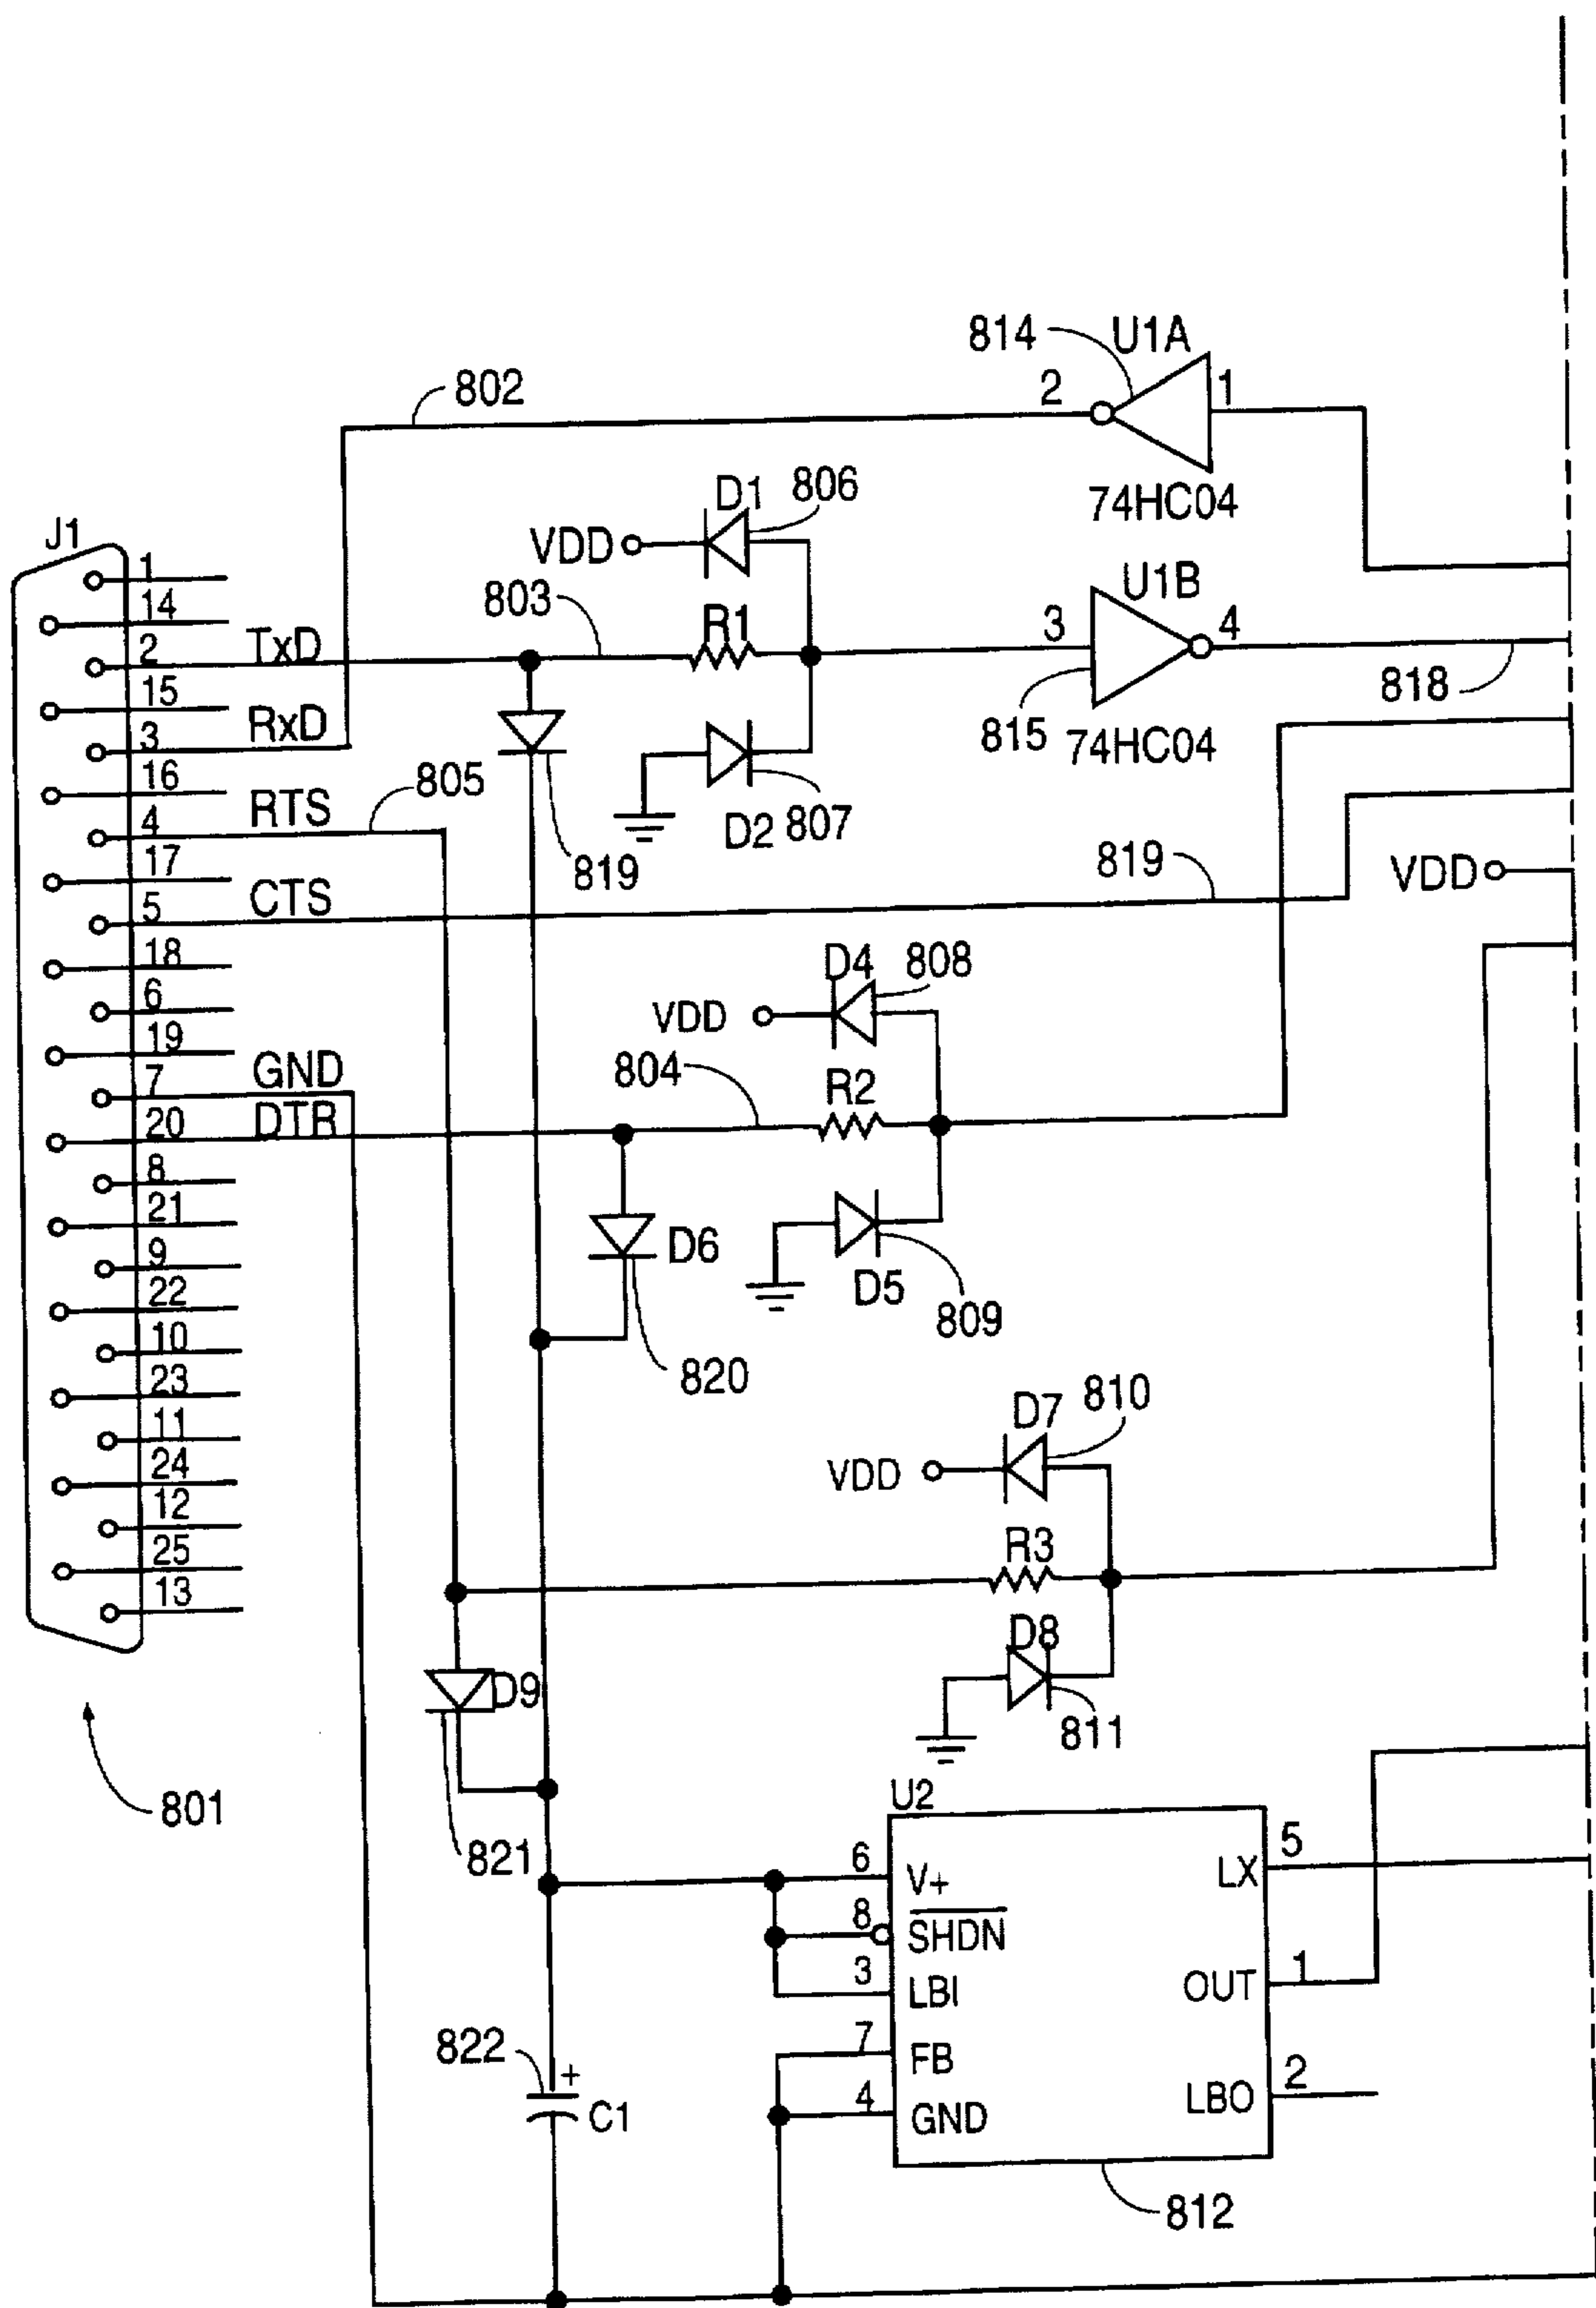 814
U1A
802
2
1
D1
806
74HC04
J1
VDD
1
U1B
14
803
R1
3
4
2
TxD
818
15
RxD
815
74HC04
3
16
805
D2
807
4
RTS
819
819
17
VDD
5
CTS
18
D4
808
6
VDD
19
GND
804
R2
7
20
DTR
8
21
D6
9
D5
22
809
10
820
23
D7
810
11
24
VDD
12
R3
25
13
D8
D9
811
801
U2
821
6
V+
LX
5
8
SHDN
3
LBI
OUT
1
822
7
FB
+
LBO
2
C1
4
GND
812